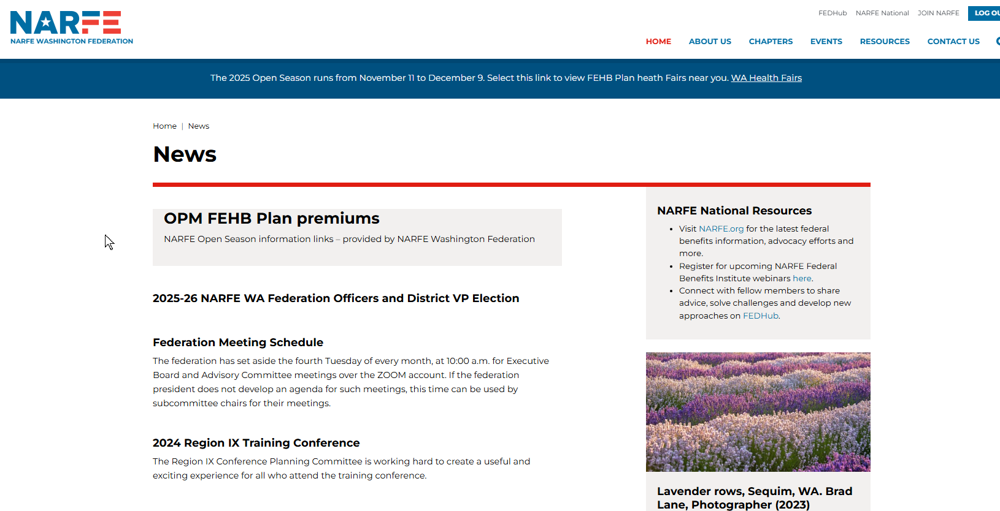 NARFE
NARFE WASHINGTON FEDERATION
FEDHub NARFE National JOIN NARFE LOG OU
HOME ABOUT US CHAPTERS EVENTS RESOURCES CONTACT US
The 2025 Open Season runs from November 11 to December 9. Select this link to view FEHB Plan heath Fairs near you. WA Health Fairs
Home | News
News
OPM FEHB Plan premiums
NARFE Open Season information links – provided by NARFE Washington Federation
2025-26 NARFE WA Federation Officers and District VP Election
Federation Meeting Schedule
The federation has set aside the fourth Tuesday of every month, at 10:00 a.m. for Executive
Board and Advisory Committee meetings over the ZOOM account. If the federation
president does not develop an agenda for such meetings, this time can be used by
subcommittee chairs for their meetings.
2024 Region IX Training Conference
The Region IX Conference Planning Committee is working hard to create a useful and
exciting experience for all who attend the training conference.
NARFE National Resources
• Visit NARFE.org for the latest federal
benefits information, advocacy efforts and
more.
• Register for upcoming NARFE Federal
Benefits Institute webinars here.
• Connect with fellow members to share
advice, solve challenges and develop new
approaches on FEDHub.
Lavender rows, Sequim, WA. Brad
Lane, Photographer (2023)